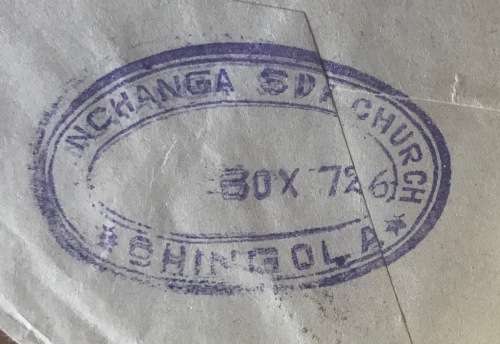 NCHANGA SDA CHURCH
BOX 726
*CHINGOLA*